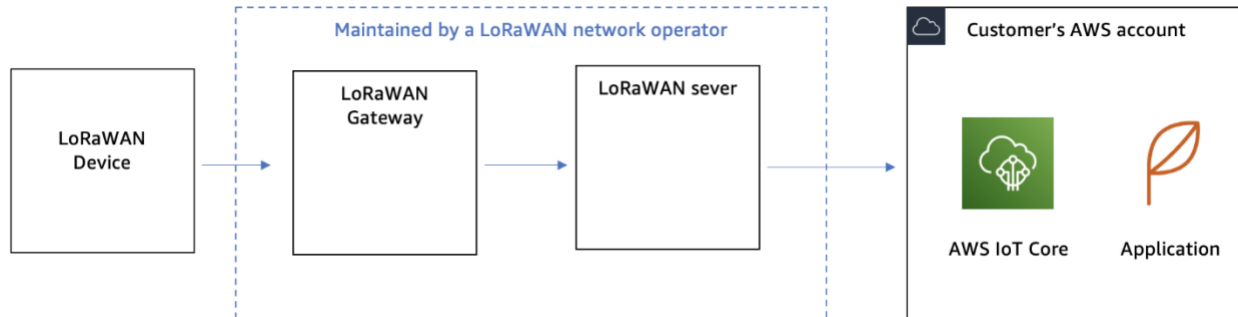 Maintained by a LoRaWAN network operator
Customer's AWS account
LoRaWAN
Device
LoRaWAN
Gateway
LoRaWAN sever
AWS IoT Core
Application